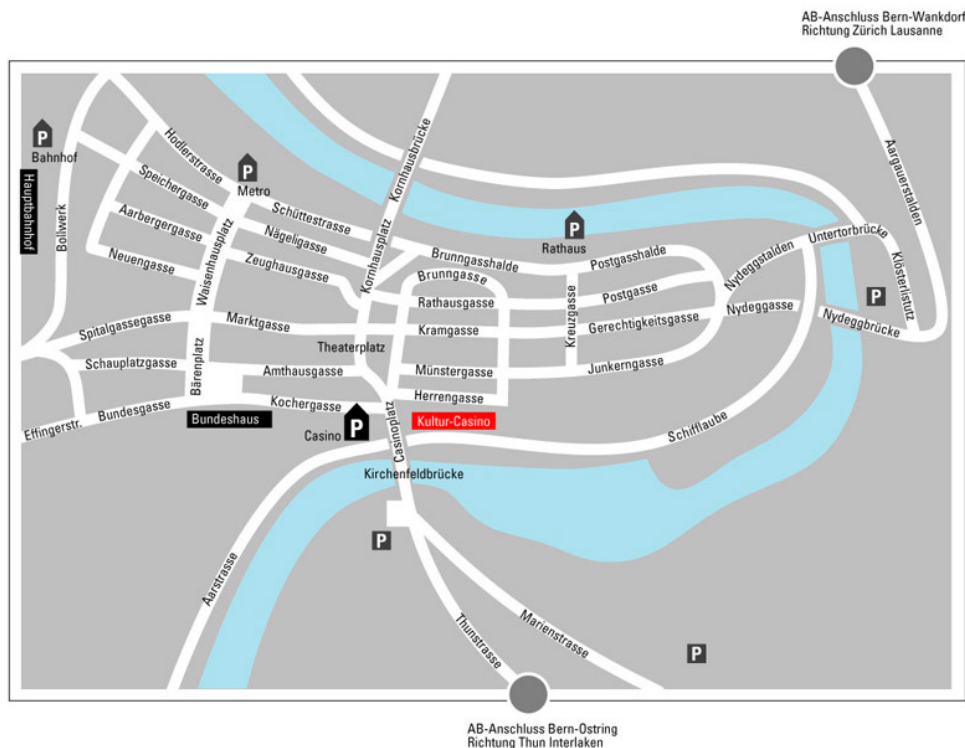 AB-Anschluss Bern-Wankdorf
Richtung Zürich Lausanne
P
Bahnhof
Hauptbahnhof
Bollwerk
Hodlerstrasse
Speichergasse
Aarbergergasse
Neuengasse
P
Metro
Waisenhausplatz
Schüttestrasse
Nägeligasse
Zeughausgasse
Kornhausbrücke
Kornhausplatz
P
Rathaus
Brunngasshalde
Brunngasse
Postgasshalde
Rathausgasse
Postgasse
Kreuzgasse
Nydeggstalden
Untertorbrücke
Aargauerstalden
Klösterlistutz
P
Nydeggasse
Nydeggbrücke
Spitalgassegasse
Marktgasse
Kramgasse
Gerechtigkeitsgasse
Theaterplatz
Schauplatzgasse
Bärenplatz
Amthausgasse
Münstergasse
Junkerngasse
Effingerstr.
Bundesgasse
Kochergasse
Herrengasse
Bundeshaus
Casino
P
Casinoplatz
Kultur-Casino
Schifflaube
Kirchenfeldbrücke
P
Aarstrasse
Thunstrasse
Marienstrasse
P
AB-Anschluss Bern-Ostring
Richtung Thun Interlaken